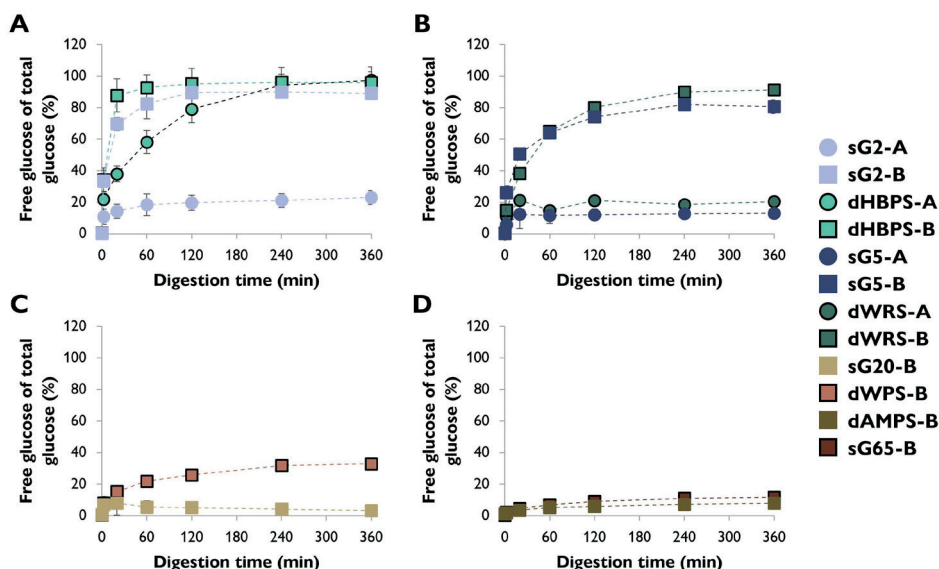 A
120
100
80
60
40
20
0
Free glucose of total
glucose (%)
0 60 120 180 240 300 360
Digestion time (min)
B
120
100
80
60
40
20
0
Free glucose of total
glucose (%)
0 60 120 180 240 300 360
Digestion time (min)
C
120
100
80
60
40
20
0
Free glucose of total
glucose (%)
0 60 120 180 240 300 360
Digestion time (min)
D
120
100
80
60
40
20
0
Free glucose of total
glucose (%)
0 60 120 180 240 300 360
Digestion time (min)
sG2-A
sG2-B
dHBPS-A
dHBPS-B
sG5-A
sG5-B
dWRS-A
dWRS-B
sG20-B
dWPS-B
dAMPS-B
sG65-B